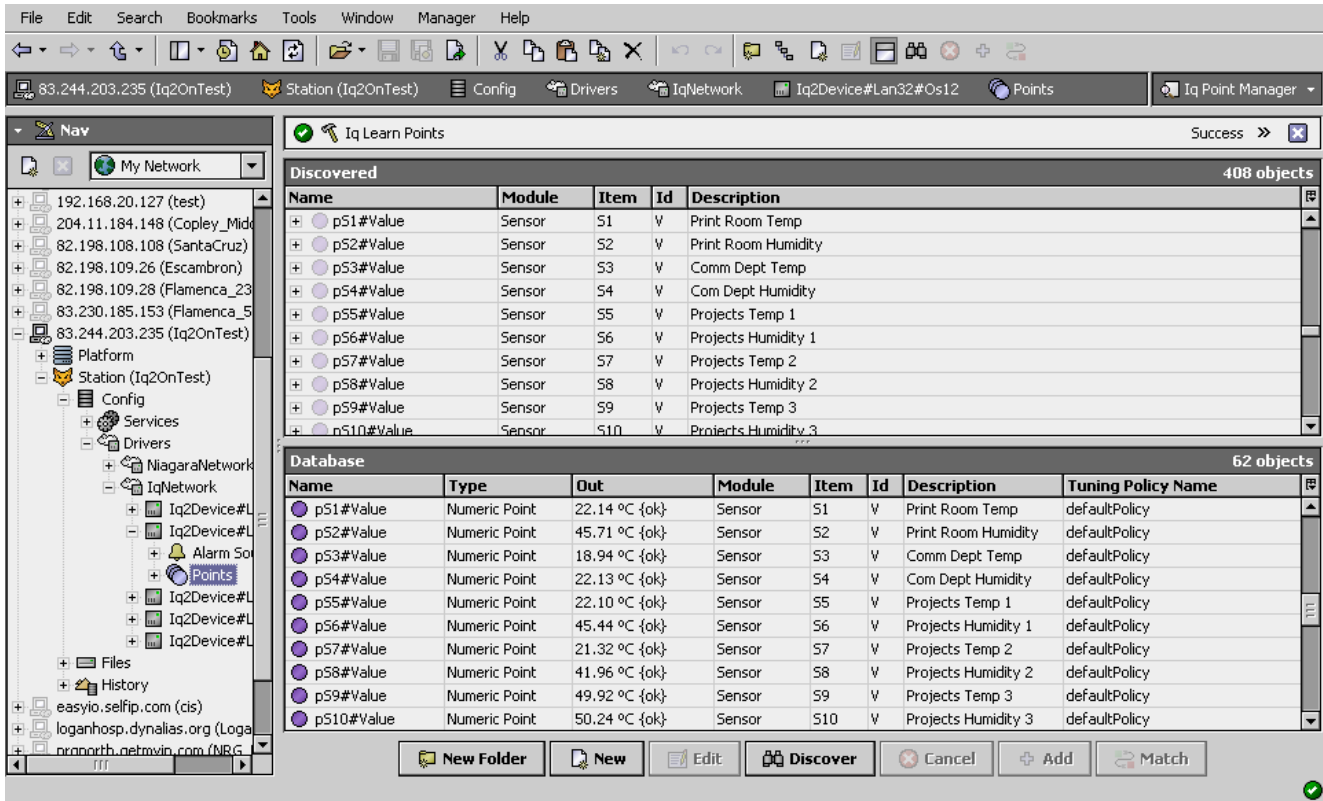 File Edit Search Bookmarks Tools Window Manager Help
83.244.203.235 (Iq2OnTest) Station (Iq2OnTest) Config Drivers IqNetwork Iq2Device#Lan32#Os12 Points Iq Point Manager
Nav
My Network
192.168.20.127 (test)
204.11.184.148 (Copley_Midd
82.198.108.108 (SantaCruz)
82.198.109.26 (Escambron)
82.198.109.28 (Flamenca_23
83.230.185.153 (Flamenca_5
83.244.203.235 (Iq2OnTest)
Platform
Station (Iq2OnTest)
Config
Services
Drivers
NiagaraNetwork
IqNetwork
Iq2Device#L
Iq2Device#L
Alarm Sou
Points
Iq2Device#L
Iq2Device#L
Iq2Device#L
Files
History
easyio.selfip.com (cis)
loganhosp.dynalias.org (Loga
prgnorth.getmyip.com (NRG
Iq Learn Points Success »
Discovered 408 objects
Name Module Item Id Description
pS1#Value Sensor S1 V Print Room Temp
pS2#Value Sensor S2 V Print Room Humidity
pS3#Value Sensor S3 V Comm Dept Temp
pS4#Value Sensor S4 V Com Dept Humidity
pS5#Value Sensor S5 V Projects Temp 1
pS6#Value Sensor S6 V Projects Humidity 1
pS7#Value Sensor S7 V Projects Temp 2
pS8#Value Sensor S8 V Projects Humidity 2
pS9#Value Sensor S9 V Projects Temp 3
pS10#Value Sensor S10 V Projects Humidity 3
Database 62 objects
Name Type Out Module Item Id Description Tuning Policy Name
pS1#Value Numeric Point 22.14 ºC {ok} Sensor S1 V Print Room Temp defaultPolicy
pS2#Value Numeric Point 45.71 ºC {ok} Sensor S2 V Print Room Humidity defaultPolicy
pS3#Value Numeric Point 18.94 ºC {ok} Sensor S3 V Comm Dept Temp defaultPolicy
pS4#Value Numeric Point 22.13 ºC {ok} Sensor S4 V Com Dept Humidity defaultPolicy
pS5#Value Numeric Point 22.10 ºC {ok} Sensor S5 V Projects Temp 1 defaultPolicy
pS6#Value Numeric Point 45.44 ºC {ok} Sensor S6 V Projects Humidity 1 defaultPolicy
pS7#Value Numeric Point 21.32 ºC {ok} Sensor S7 V Projects Temp 2 defaultPolicy
pS8#Value Numeric Point 41.96 ºC {ok} Sensor S8 V Projects Humidity 2 defaultPolicy
pS9#Value Numeric Point 49.92 ºC {ok} Sensor S9 V Projects Temp 3 defaultPolicy
pS10#Value Numeric Point 50.24 ºC {ok} Sensor S10 V Projects Humidity 3 defaultPolicy
New Folder New Edit Discover Cancel Add Match